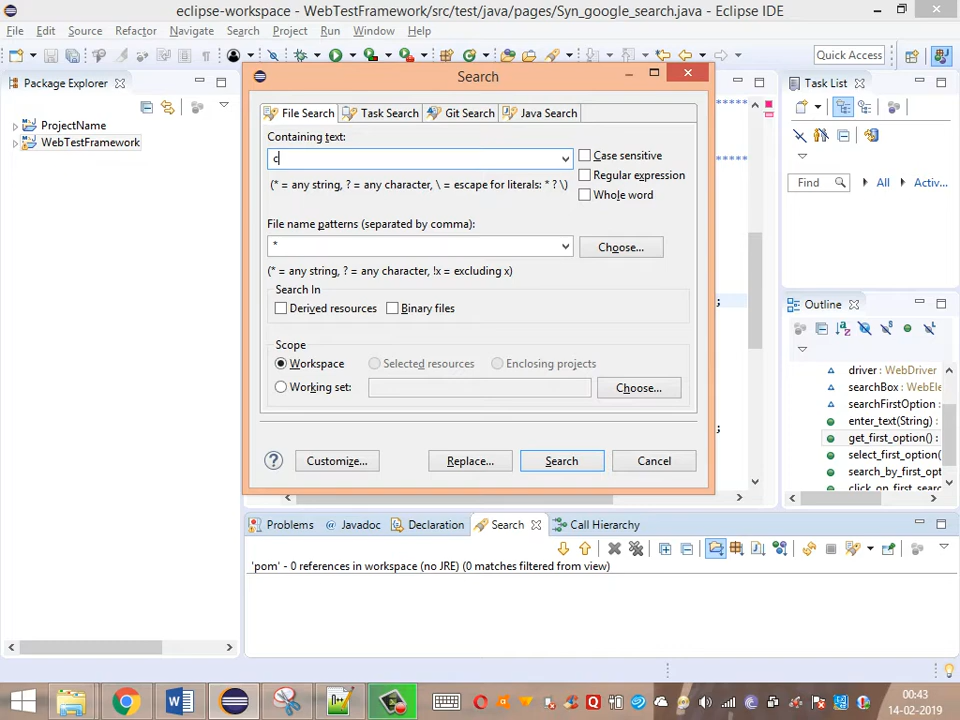 eclipse-workspace - WebTestFramework/src/test/java/pages/Syn_google_search.java - Eclipse IDE
File Edit Source Refactor Navigate Search Project Run Window Help
Quick Access
Package Explorer
ProjectName
WebTestFramework
Search
File Search Task Search Git Search Java Search
Containing text:
c
Case sensitive
(* = any string, ? = any character, \ = escape for literals: * ? \)
Regular expression
Whole word
File name patterns (separated by comma):
*
Choose...
(* = any string, ? = any character, !x = excluding x)
Search In
Derived resources Binary files
Scope
Workspace Selected resources Enclosing projects
Working set: Choose...
? Customize... Replace... Search Cancel
Task List
Find All Activ...
Outline
driver : WebDriver
searchBox : WebEle
searchFirstOption :
enter_text(String) :
get_first_option() :
select_first_option(
search_by_first_opt
click_on_first_searc
Problems @ Javadoc Declaration Search Call Hierarchy
'pom' - 0 references in workspace (no JRE) (0 matches filtered from view)
00:43
14-02-2019